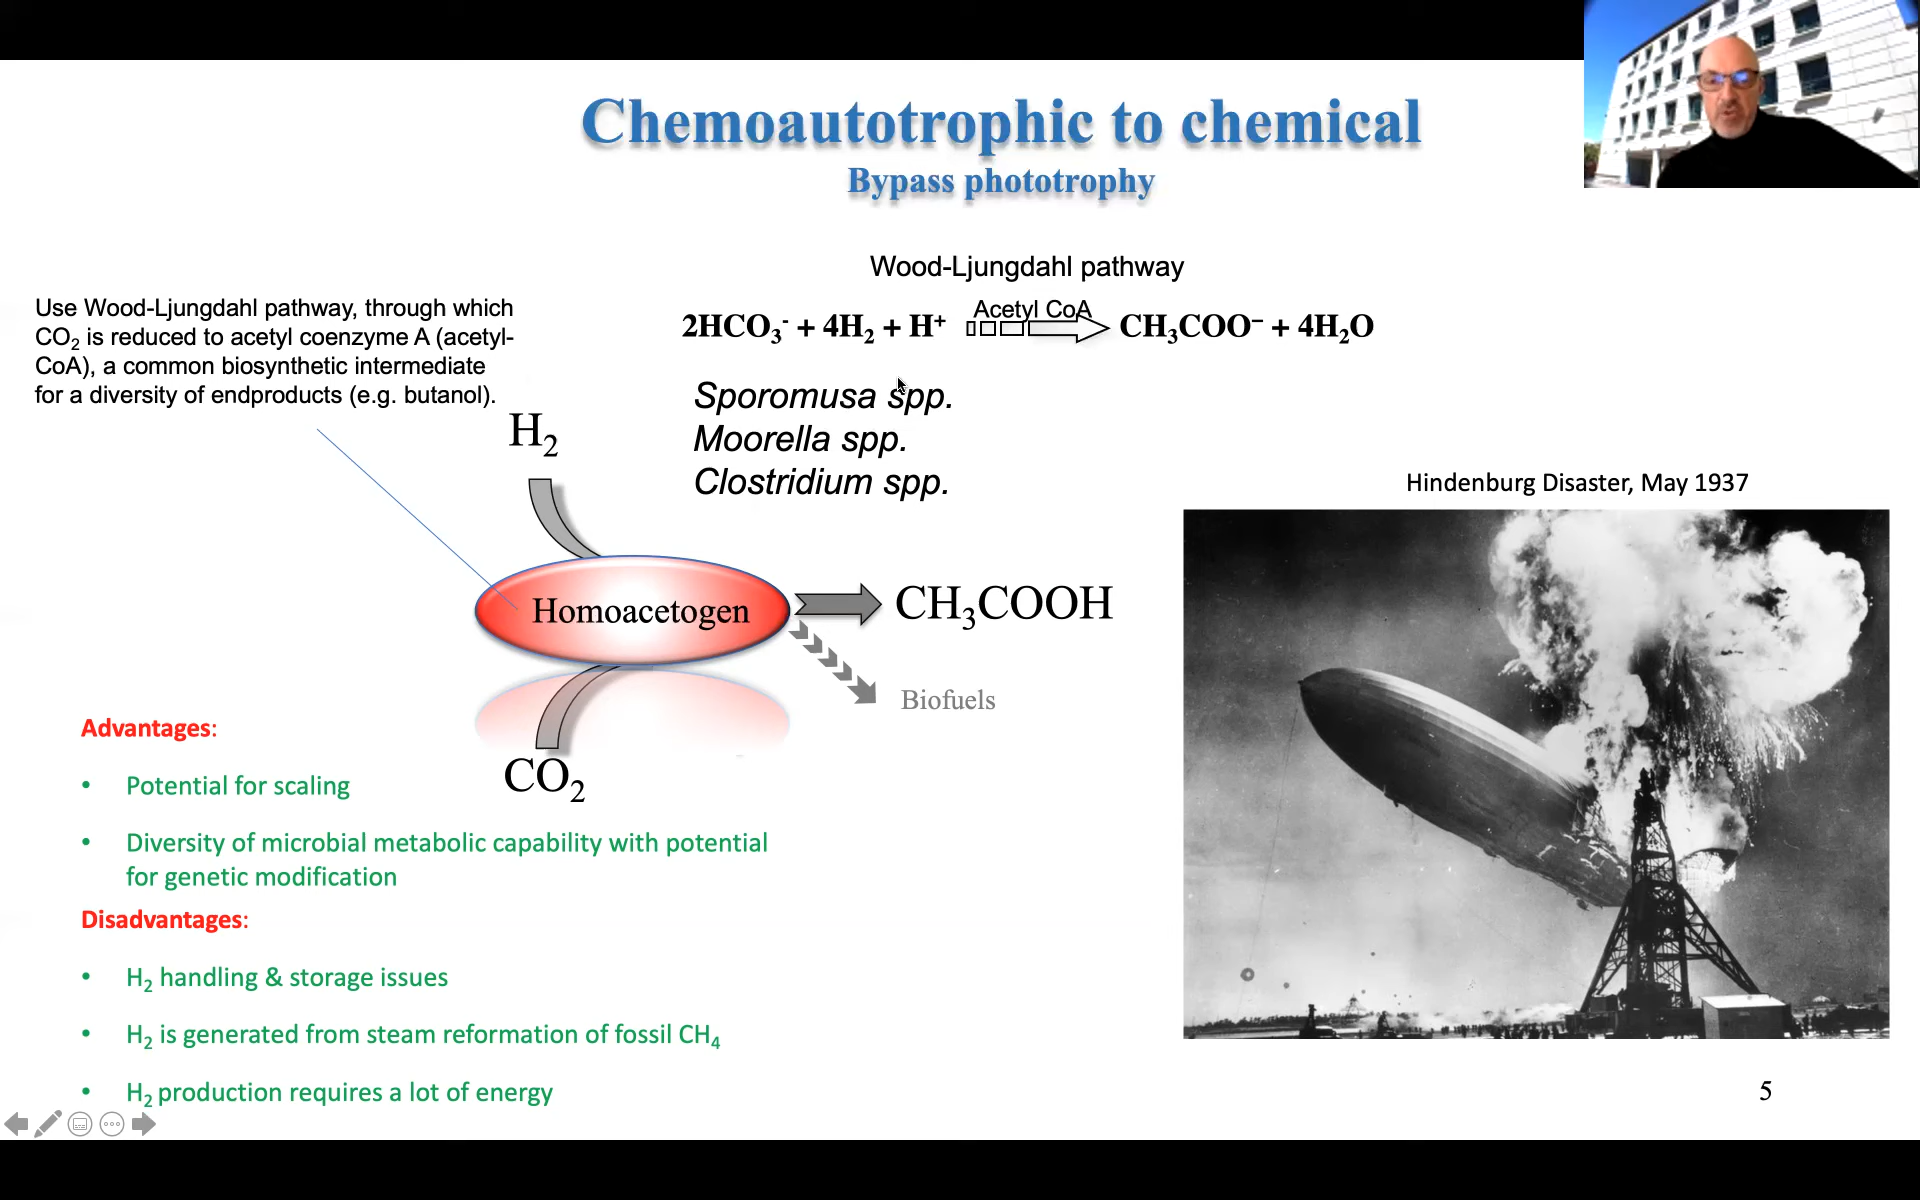 Chemoautotrophic to chemical
Bypass phototrophy
Wood-Ljungdahl pathway
Use Wood-Ljungdahl pathway, through which
CO₂ is reduced to acetyl coenzyme A (acetyl-
CoA), a common biosynthetic intermediate
for a diversity of endproducts (e.g. butanol).
Acetyl CoA
2HCO₃⁻ + 4H₂ + H⁺ CH₃COO⁻ + 4H₂O
Sporomusa spp.
Moorella spp.
Clostridium spp.
H₂
Hindenburg Disaster, May 1937
Homoacetogen
CH₃COOH
Biofuels
CO₂
Advantages:
• Potential for scaling
• Diversity of microbial metabolic capability with potential
for genetic modification
Disadvantages:
• H₂ handling & storage issues
• H₂ is generated from steam reformation of fossil CH₄
• H₂ production requires a lot of energy
5